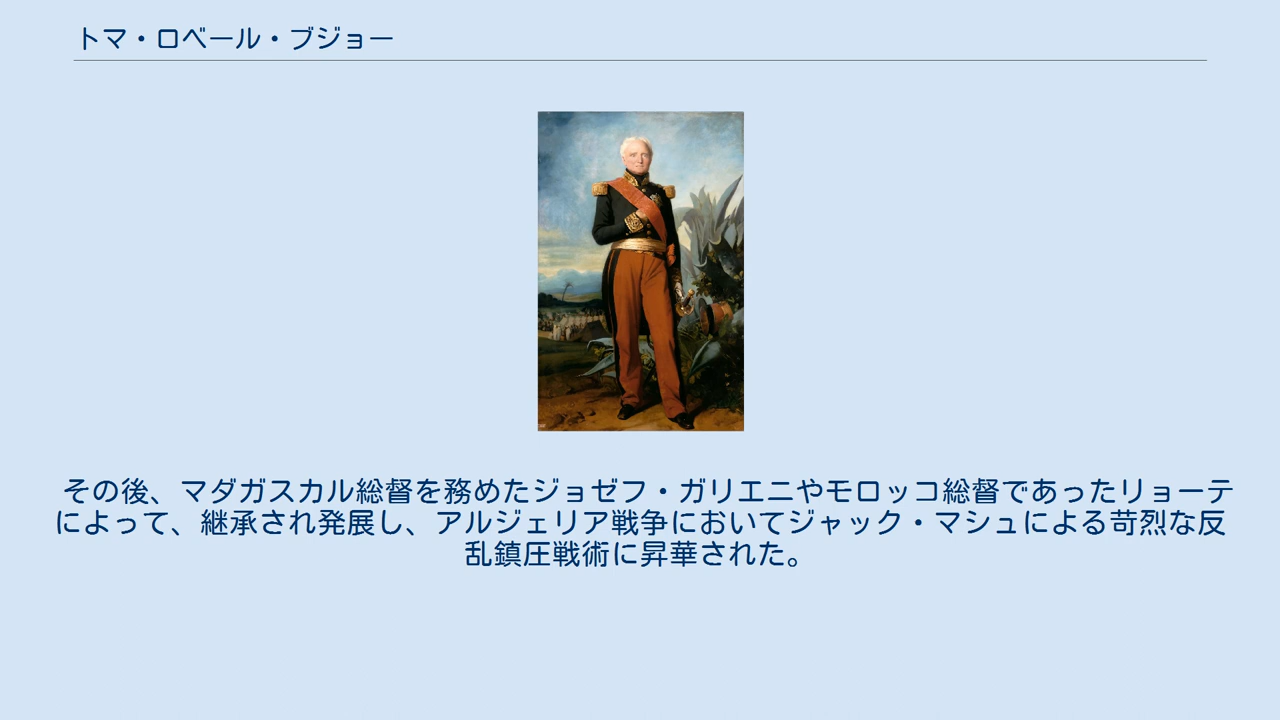 トマ・ロベール・ブジョー
その後、マダガスカル総督を務めたジョゼフ・ガリエニやモロッコ総督であったリョーテ
によって、継承され発展し、アルジェリア戦争においてジャック・マシュによる苛烈な反
乱鎮圧戦術に昇華された。